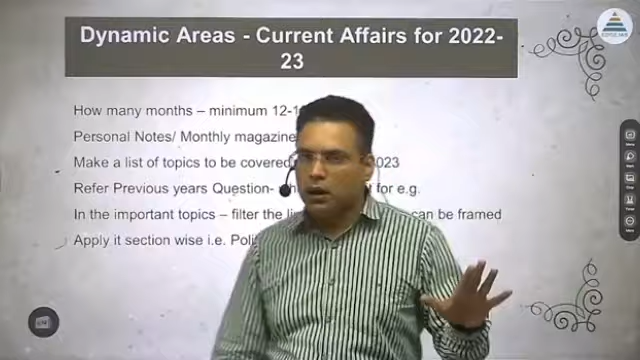 Dynamic Areas - Current Affairs for 2022-
23
How many months – minimum 12-1
Personal Notes/ Monthly magazine
Make a list of topics to be covered 2023
Refer Previous years Question- t for e.g.
In the important topics – filter the li can be framed
Apply it section wise i.e. Poli